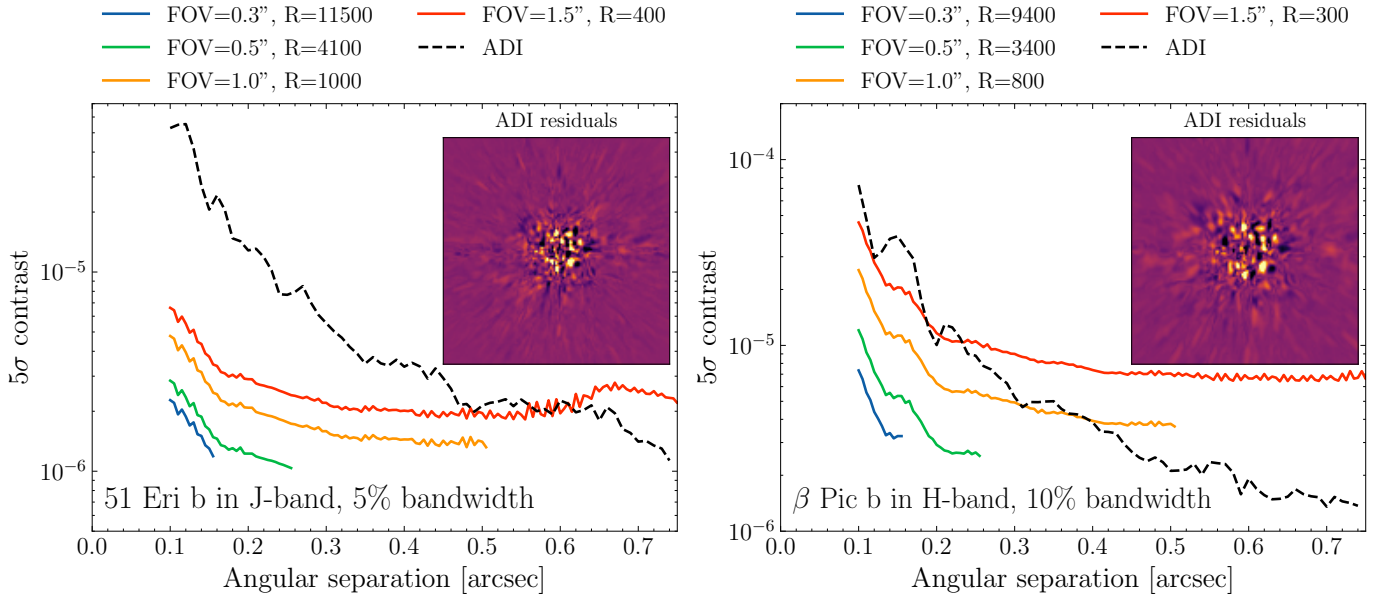 FOV=0.3”, R=11500
FOV=0.5”, R=4100
FOV=1.0”, R=1000
FOV=1.5”, R=400
ADI
ADI residuals
10⁻⁵
10⁻⁶
5σ contrast
51 Eri b in J-band, 5% bandwidth
0.0 0.1 0.2 0.3 0.4 0.5 0.6 0.7
Angular separation [arcsec]
FOV=0.3”, R=9400
FOV=0.5”, R=3400
FOV=1.0”, R=800
FOV=1.5”, R=300
ADI
ADI residuals
10⁻⁴
10⁻⁵
10⁻⁶
5σ contrast
β Pic b in H-band, 10% bandwidth
0.0 0.1 0.2 0.3 0.4 0.5 0.6 0.7
Angular separation [arcsec]